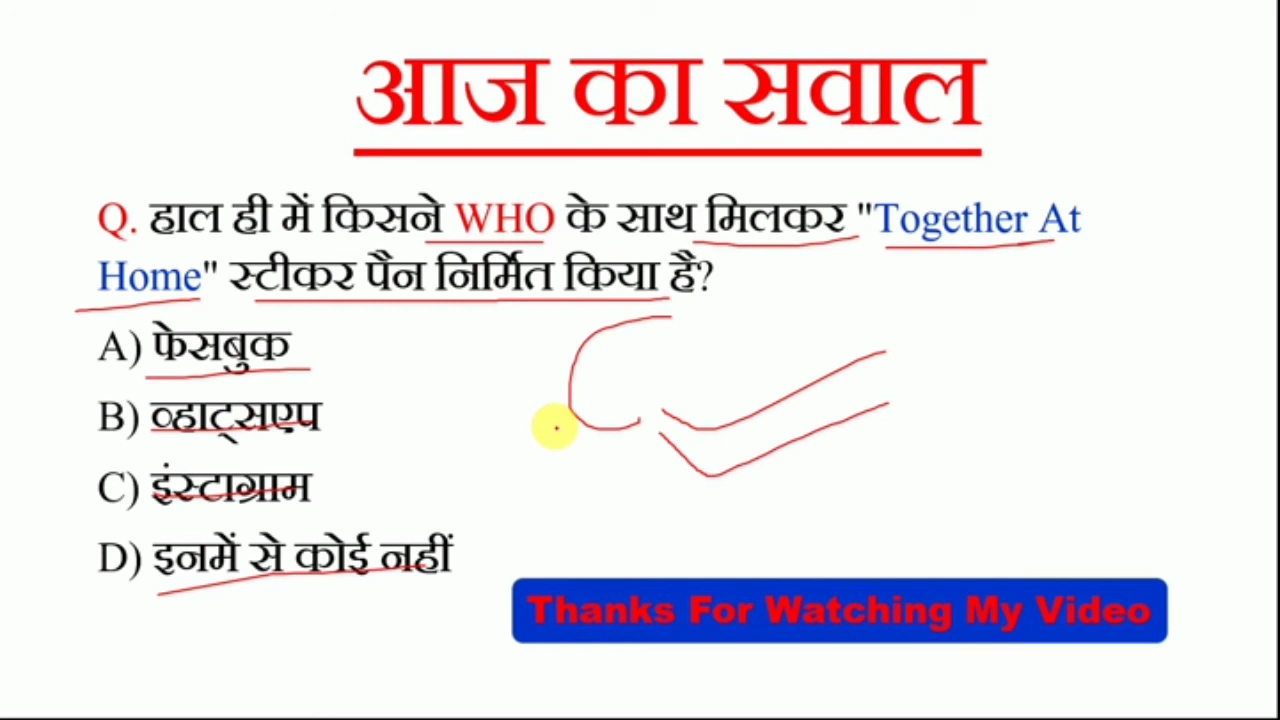 आज का सवाल
Q. हाल ही में किसने WHO के साथ मिलकर "Together At
Home" स्टीकर पैन निर्मित किया है?
A) फेसबुक
B) व्हाट्सएप
C) इंस्टाग्राम
D) इनमें से कोई नहीं
Thanks For Watching My Video